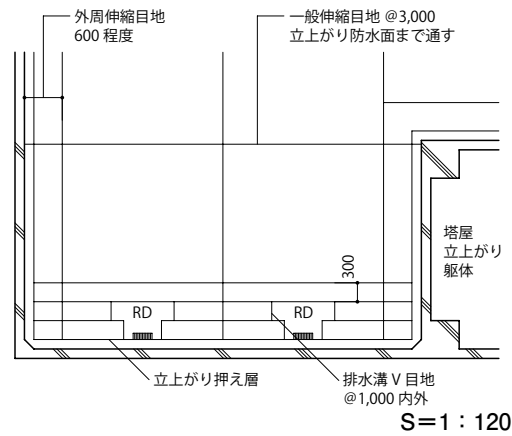 外周伸縮目地
600 程度
一般伸縮目地 @3,000
立上がり防水面まで通す
塔屋
立上がり
躯体
300
RD
RD
立上がり押え層
排水溝 V 目地
@1,000 内外
S＝1：120